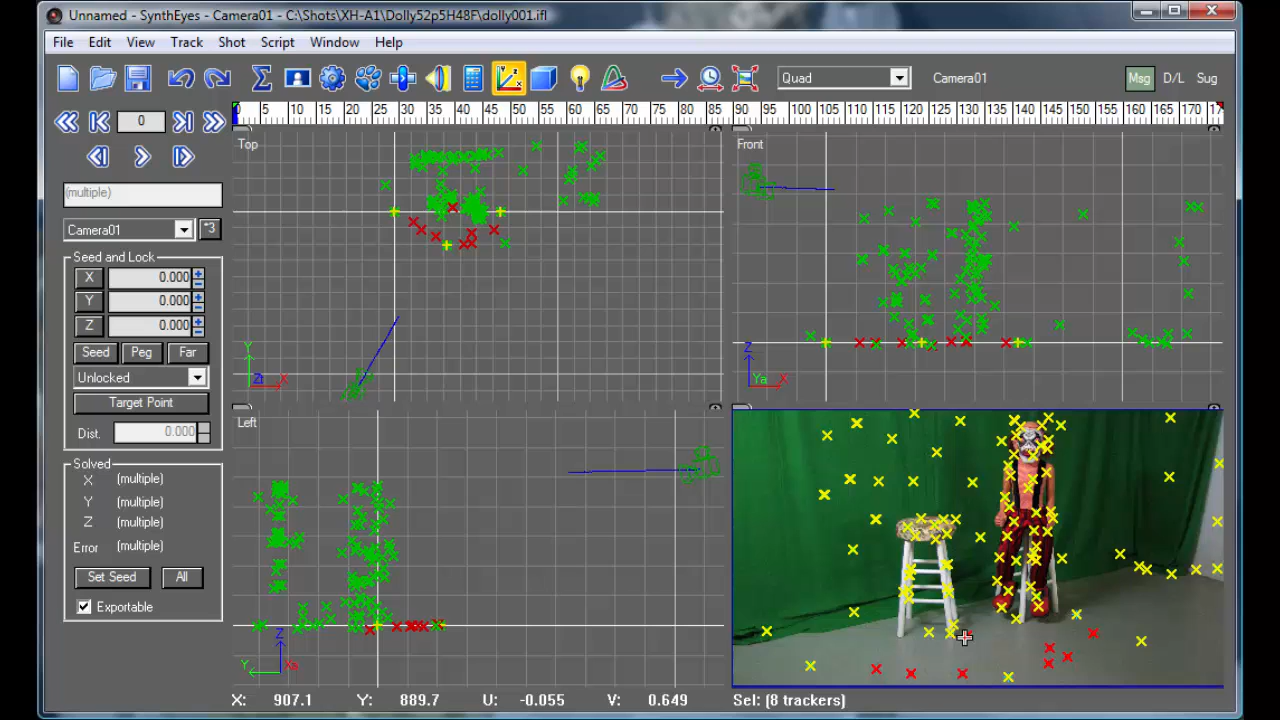 Unnamed - SynthEyes - Camera01 - C:\Shots\XH-A1\Dolly52p5H48F\dolly001.ifl
File Edit View Track Shot Script Window Help
Quad Camera01 Msg D/L Sug
0
5 10 15 20 25 30 35 40 45 50 55 60 65 70 75 80 85 90 95 100 105 110 115 120 125 130 135 140 145 150 155 160 165 170 17
Top
Front
(multiple)
Camera01 *3
Seed and Lock
X 0.000
Y 0.000
Z 0.000
Seed Peg Far
Unlocked
Target Point
Dist. 0.000
Y
X
Z
Ya X
Left
Solved
X (multiple)
Y (multiple)
Z (multiple)
Error (multiple)
Set Seed All
Exportable
Z
Y
X: 907.1 Y: 889.7 U: -0.055 V: 0.649 Sel: (8 trackers)